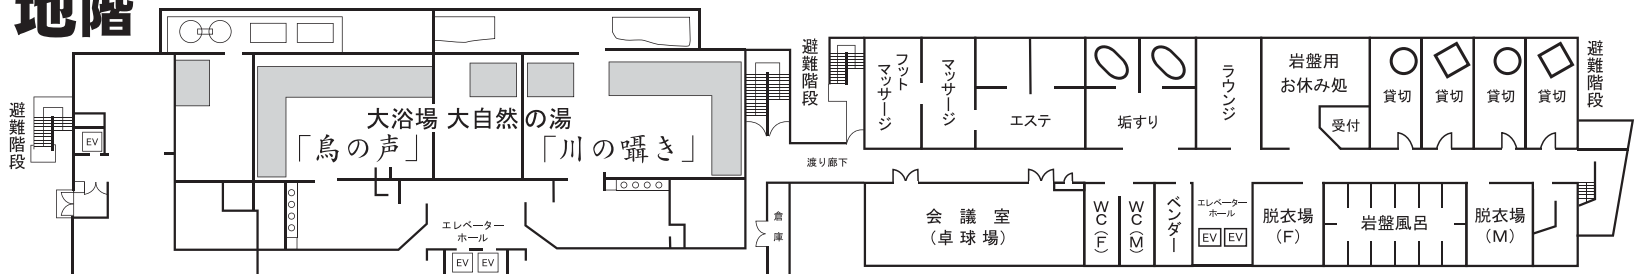 地階
避難階段
EV
大浴場 大自然の湯
「鳥の声」
「川の囁き」
エレベーター
ホール
EV
EV
避難階段
渡り廊下
倉庫
フット
マッサージ
マッサージ
エステ
垢すり
ラウンジ
岩盤用
お休み処
受付
貸切
貸切
貸切
貸切
避難階段
会議室
(卓球場)
WC(F)
WC(M)
ベンダー
エレベーター
ホール
EV
EV
脱衣場
(F)
岩盤風呂
脱衣場
(M)